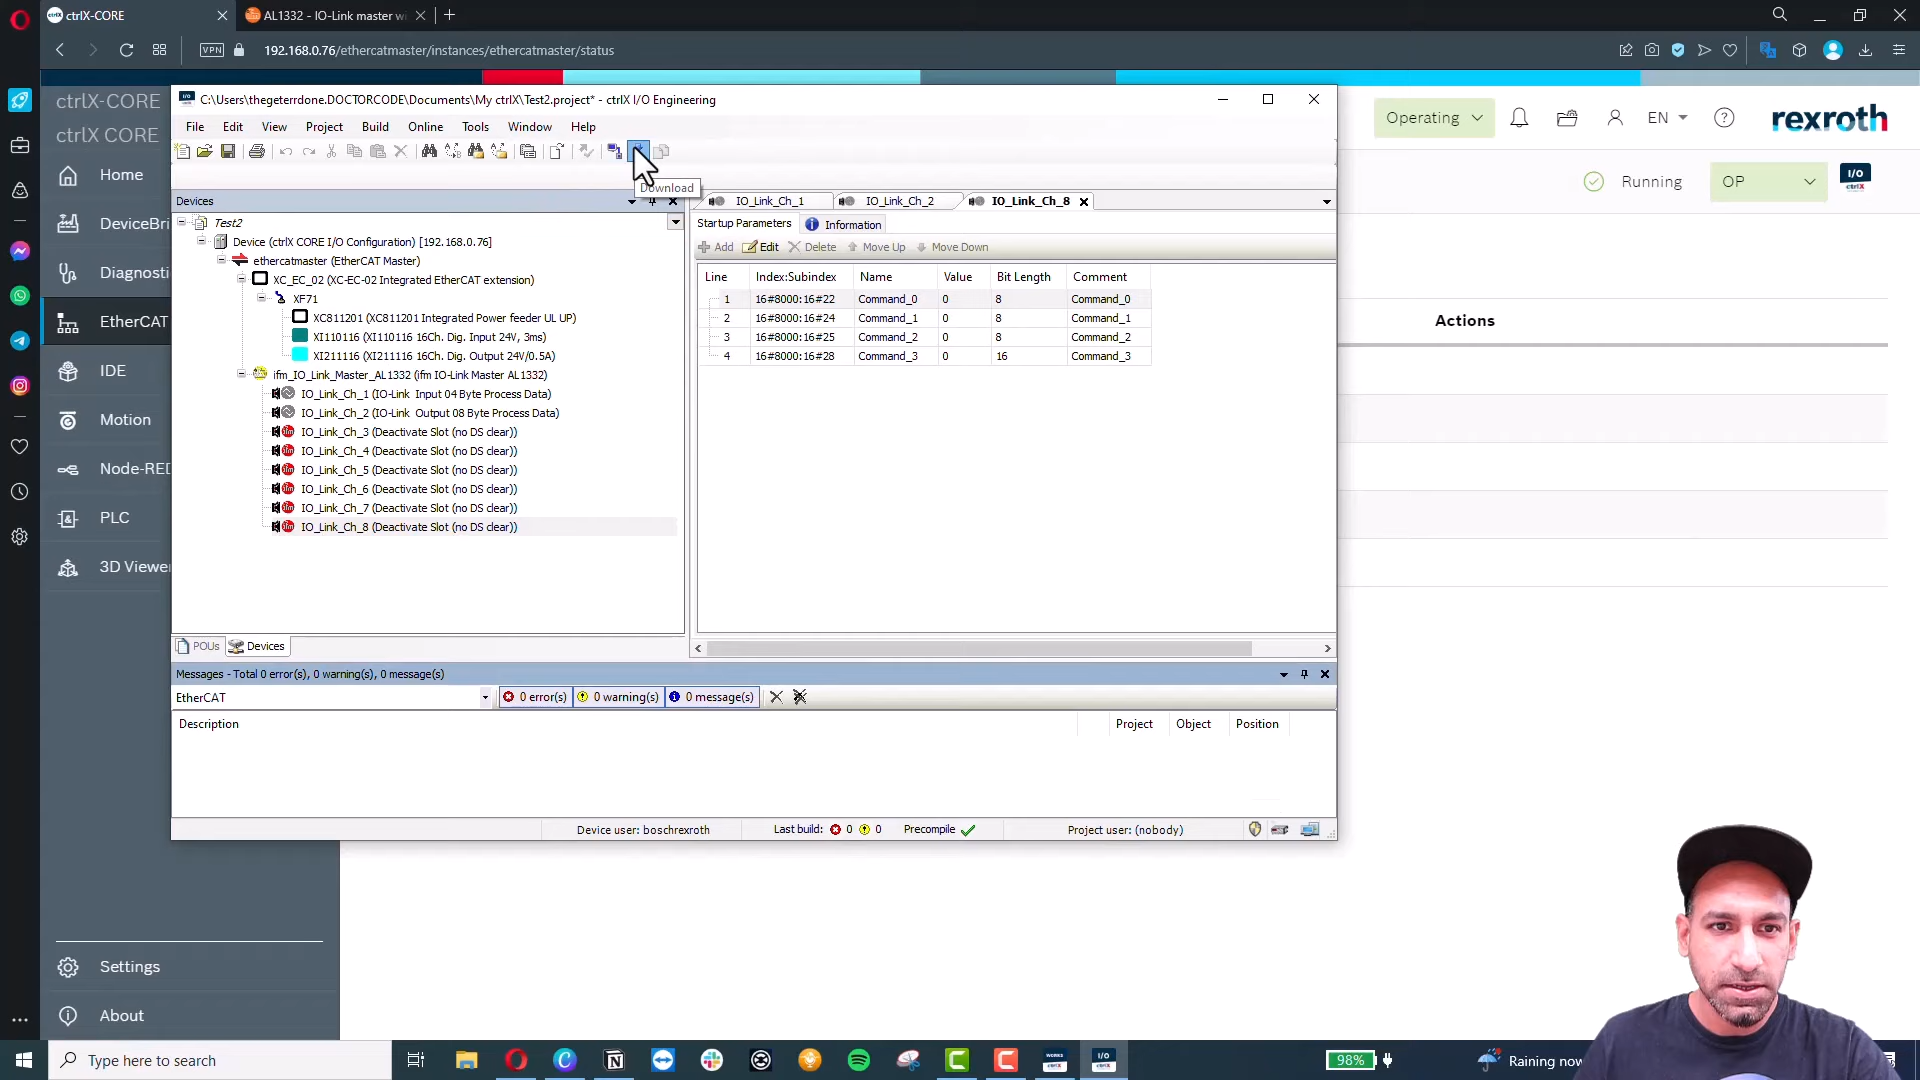 ctrlX-CORE
AL1332 - IO-Link master w
VPN
192.168.0.76/ethercatmaster/instances/ethercatmaster/status
ctrlX-CORE
ctrlX CORE
Home
DeviceBri
Diagnosti
EtherCAT
IDE
Motion
Node-RED
PLC
3D Viewer
Settings
About
Operating
EN
rexroth
Running
OP
I/O
ctrlX
Actions
C:\Users\thegeterrdone.DOCTORCODE\Documents\My ctrlX\Test2.project* - ctrlX I/O Engineering
File Edit View Project Build Online Tools Window Help
Download
Devices
Test2
Device (ctrlX CORE I/O Configuration) [192.168.0.76]
ethercatmaster (EtherCAT Master)
XC_EC_02 (XC-EC-02 Integrated EtherCAT extension)
XF71
XC811201 (XC811201 Integrated Power feeder UL UP)
XI110116 (XI110116 16Ch. Dig. Input 24V, 3ms)
XI211116 (XI211116 16Ch. Dig. Output 24V/0.5A)
ifm_IO_Link_Master_AL1332 (ifm IO-Link Master AL1332)
IO_Link_Ch_1 (IO-Link Input 04 Byte Process Data)
IO_Link_Ch_2 (IO-Link Output 08 Byte Process Data)
IO_Link_Ch_3 (Deactivate Slot (no DS clear))
IO_Link_Ch_4 (Deactivate Slot (no DS clear))
IO_Link_Ch_5 (Deactivate Slot (no DS clear))
IO_Link_Ch_6 (Deactivate Slot (no DS clear))
IO_Link_Ch_7 (Deactivate Slot (no DS clear))
IO_Link_Ch_8 (Deactivate Slot (no DS clear))
POUs Devices
IO_Link_Ch_1 IO_Link_Ch_2 IO_Link_Ch_8
Startup Parameters Information
Add Edit Delete Move Up Move Down
Line Index:Subindex Name Value Bit Length Comment
1 16#8000:16#22 Command_0 0 8 Command_0
2 16#8000:16#24 Command_1 0 8 Command_1
3 16#8000:16#25 Command_2 0 8 Command_2
4 16#8000:16#28 Command_3 0 16 Command_3
Messages - Total 0 error(s), 0 warning(s), 0 message(s)
EtherCAT 0 error(s) 0 warning(s) 0 message(s)
Description Project Object Position
Device user: boschrexroth Last build: 0 0 Precompile Project user: (nobody)
Type here to search
WORKS
ctrlX
I/O
ctrlX
98%
Raining now